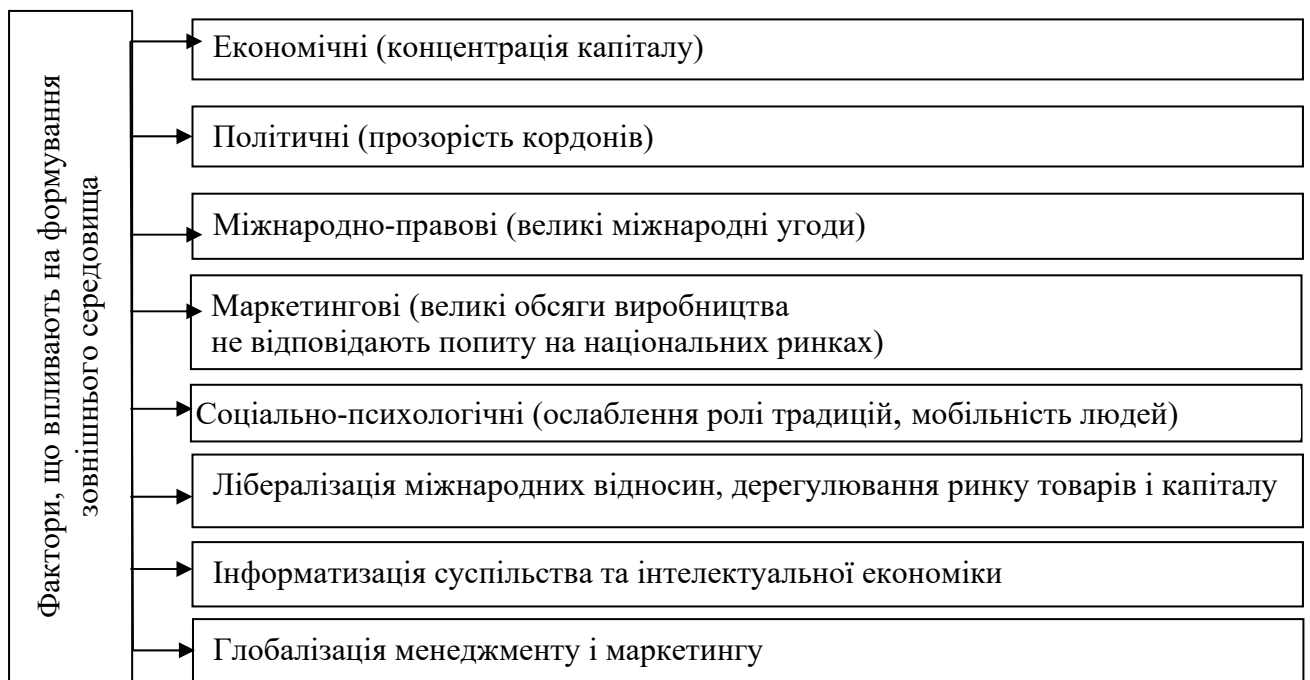 Фактори, що впливають на формування
зовнішнього середовища
Економічні (концентрація капіталу)
Політичні (прозорість кордонів)
Міжнародно-правові (великі міжнародні угоди)
Маркетингові (великі обсяги виробництва
не відповідають попиту на національних ринках)
Соціально-психологічні (ослаблення ролі традицій, мобільність людей)
Лібералізація міжнародних відносин, дерегулювання ринку товарів і капіталу
Інформатизація суспільства та інтелектуальної економіки
Глобалізація менеджменту і маркетингу